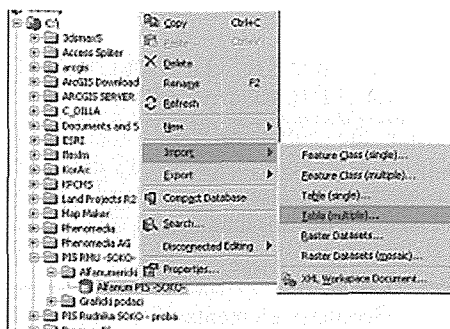 C:\
3dsmax5
Access Spliter
arcgis
ArcGIS Download
ARCGIS SERVER
C_DILLA
Documents and S
ESRI
flexlm
KorAc
KPCMS
Land Projects R2
Map Maker
Phenomedia
Phenomedia AG
PIS RMU -SOKO-
Alfanumericki
Alfanum PIS -SOKO-
Grafički podaci
PIS Rudnika SOKO - proba
Copy Ctrl+C
Paste Ctrl+V
Delete
Rename F2
Refresh
New
Import
Export
Compact Database
Search...
Disconnected Editing
Properties...
Feature Class (single)...
Feature Class (multiple)...
Table (single)...
Table (multiple)...
Raster Datasets...
Raster Datasets (mosaic)...
XML Workspace Document...